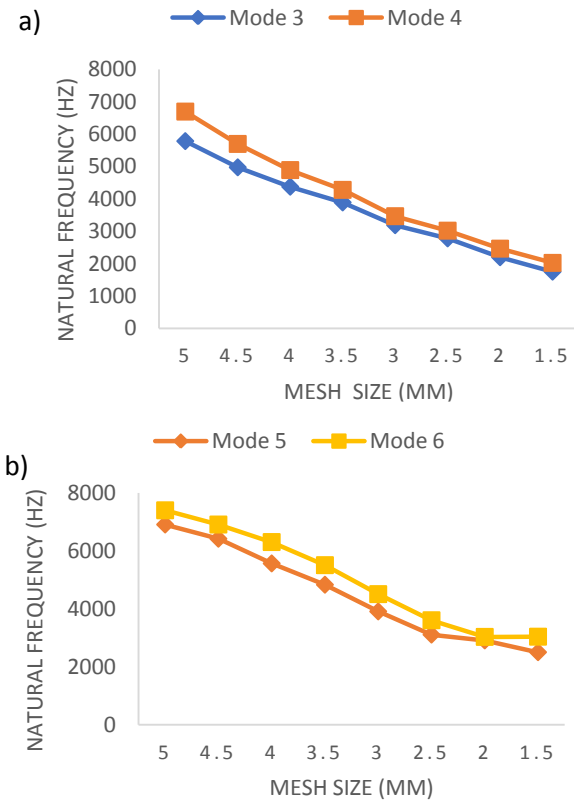 a)
Mode 3 Mode 4
NATURAL FREQUENCY (HZ)
8000
7000
6000
5000
4000
3000
2000
1000
0
5 4.5 4 3.5 3 2.5 2 1.5
MESH SIZE (MM)
Mode 5 Mode 6
b)
NATURAL FREQUENCY (HZ)
8000
6000
4000
2000
0
5 4.5 4 3.5 3 2.5 2 1.5
MESH SIZE (MM)